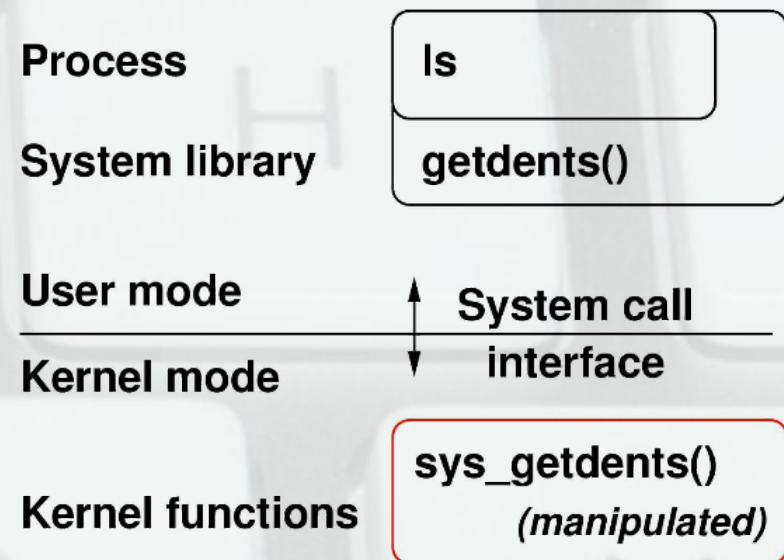 Process
ls
System library
getdents()
User mode
System call
interface
Kernel mode
sys_getdents()
(manipulated)
Kernel functions
H